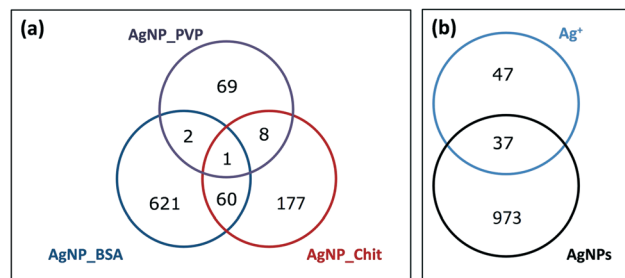 (a)
AgNP_PVP
69
2
8
1
621
60
177
AgNP_BSA
AgNP_Chit
(b)
Ag⁺
47
37
973
AgNPs